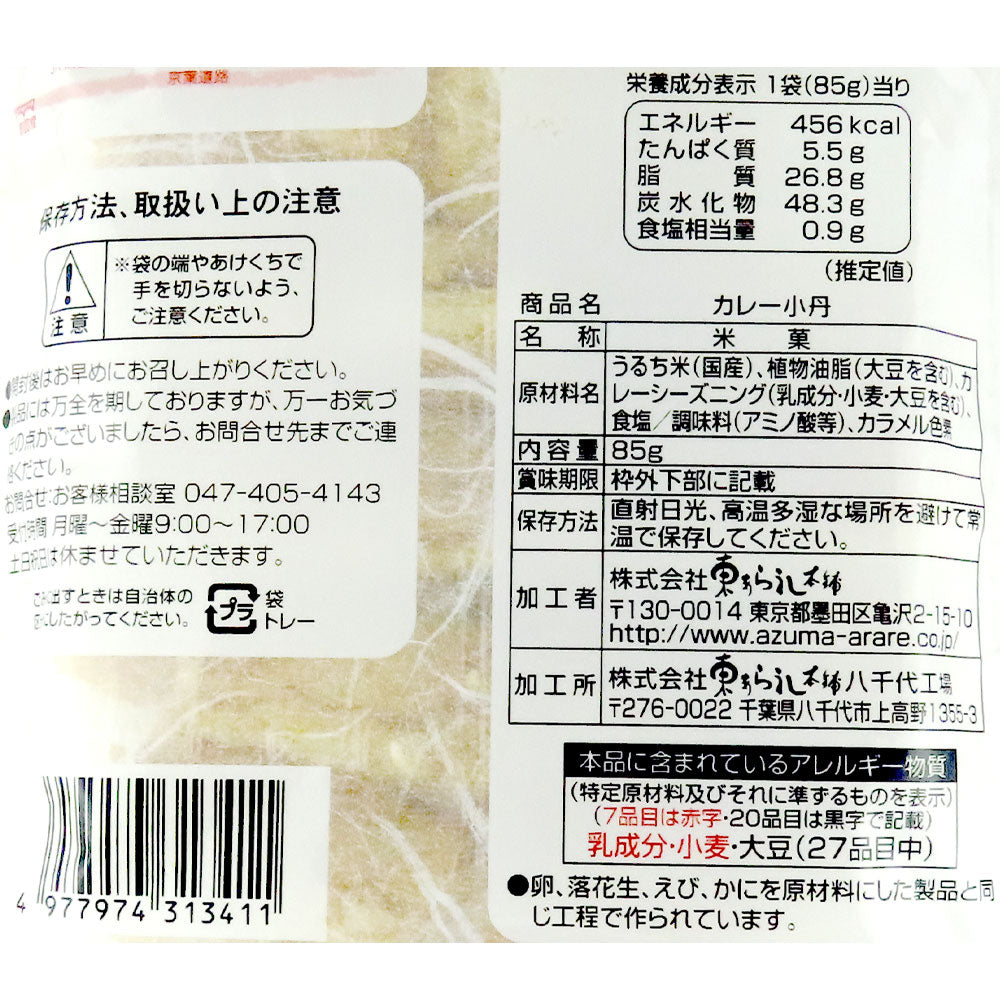 京葉道路
保存方法、取扱い上の注意
注意
※袋の端やあけくちで
手を切らないよう、
ご注意ください。
●開封後はお早めにお召し上がりください。
●製品には万全を期しておりますが、万一お気づ
きの点がございましたら、お問合せ先までご連
絡ください。
お問合せ:お客様相談室 047-405-4143
受付時間 月曜～金曜9:00～17:00
土日祝日は休ませていただきます。
出すときは自治体の
にしたがってください。
プラ
袋
トレー
4 977974 313411
栄養成分表示 1袋(85g)当り
エネルギー 456kcal
たんぱく質 5.5g
脂質 26.8g
炭水化物 48.3g
食塩相当量 0.9g
(推定値)
商品名 カレー小丹
名称 米菓
原材料名 うるち米(国産)、植物油脂(大豆を含む)、カ
レーシーズニング(乳成分・小麦・大豆を含む)、
食塩／調味料(アミノ酸等)、カラメル色素
内容量 85g
賞味期限 枠外下部に記載
保存方法 直射日光、高温多湿な場所を避けて常
温で保存してください。
加工者 株式会社東あられ本舗
〒130-0014 東京都墨田区亀沢2-15-10
http://www.azuma-arare.co.jp/
加工所 株式会社東あられ本舗八千代工場
〒276-0022 千葉県八千代市上高野1355-3
本品に含まれているアレルギー物質
(特定原材料及びそれに準ずるものを表示)
(7品目は赤字・20品目は黒字で記載)
乳成分・小麦・大豆(27品目中)
●卵、落花生、えび、かにを原材料にした製品と同
じ工程で作られています。